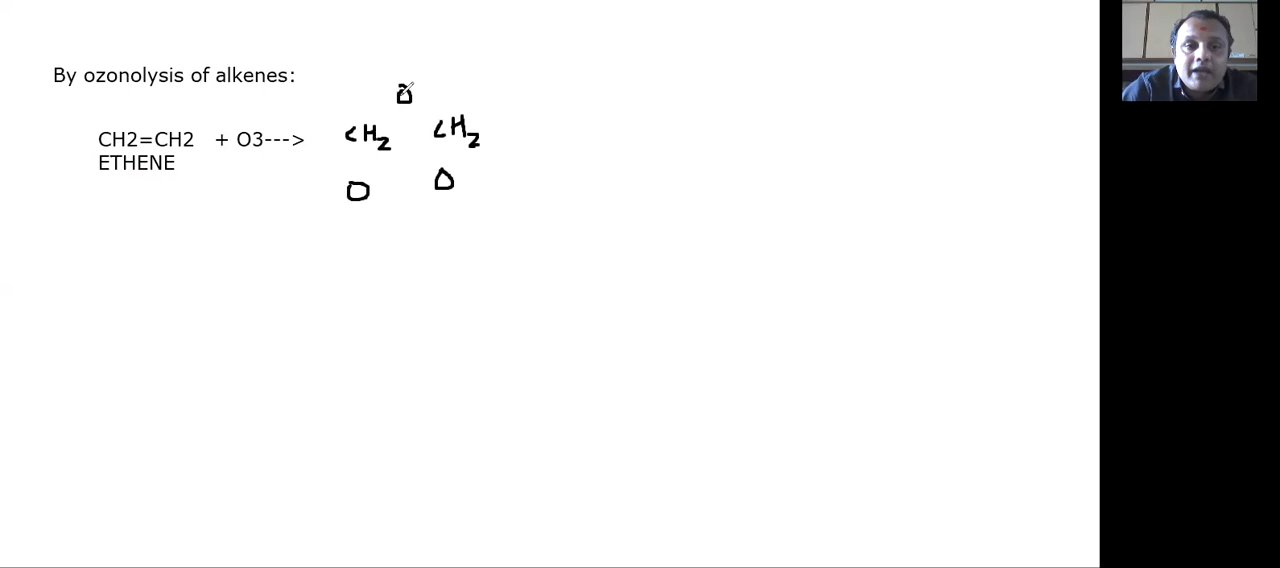 By ozonolysis of alkenes:
O
CH2=CH2 + O3---> CH2 CH2
ETHENE
O O